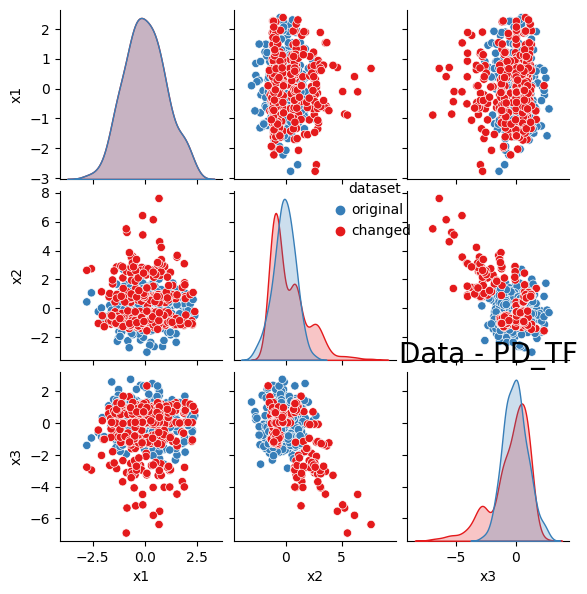 2
1
0
−1
−2
−3
x1
8
6
4
2
0
−2
x2
dataset
original
changed
Data - PD_TF
2
0
−2
−4
−6
x3
−2.5 0.0 2.5
0 5
−5 0
x1 x2 x3